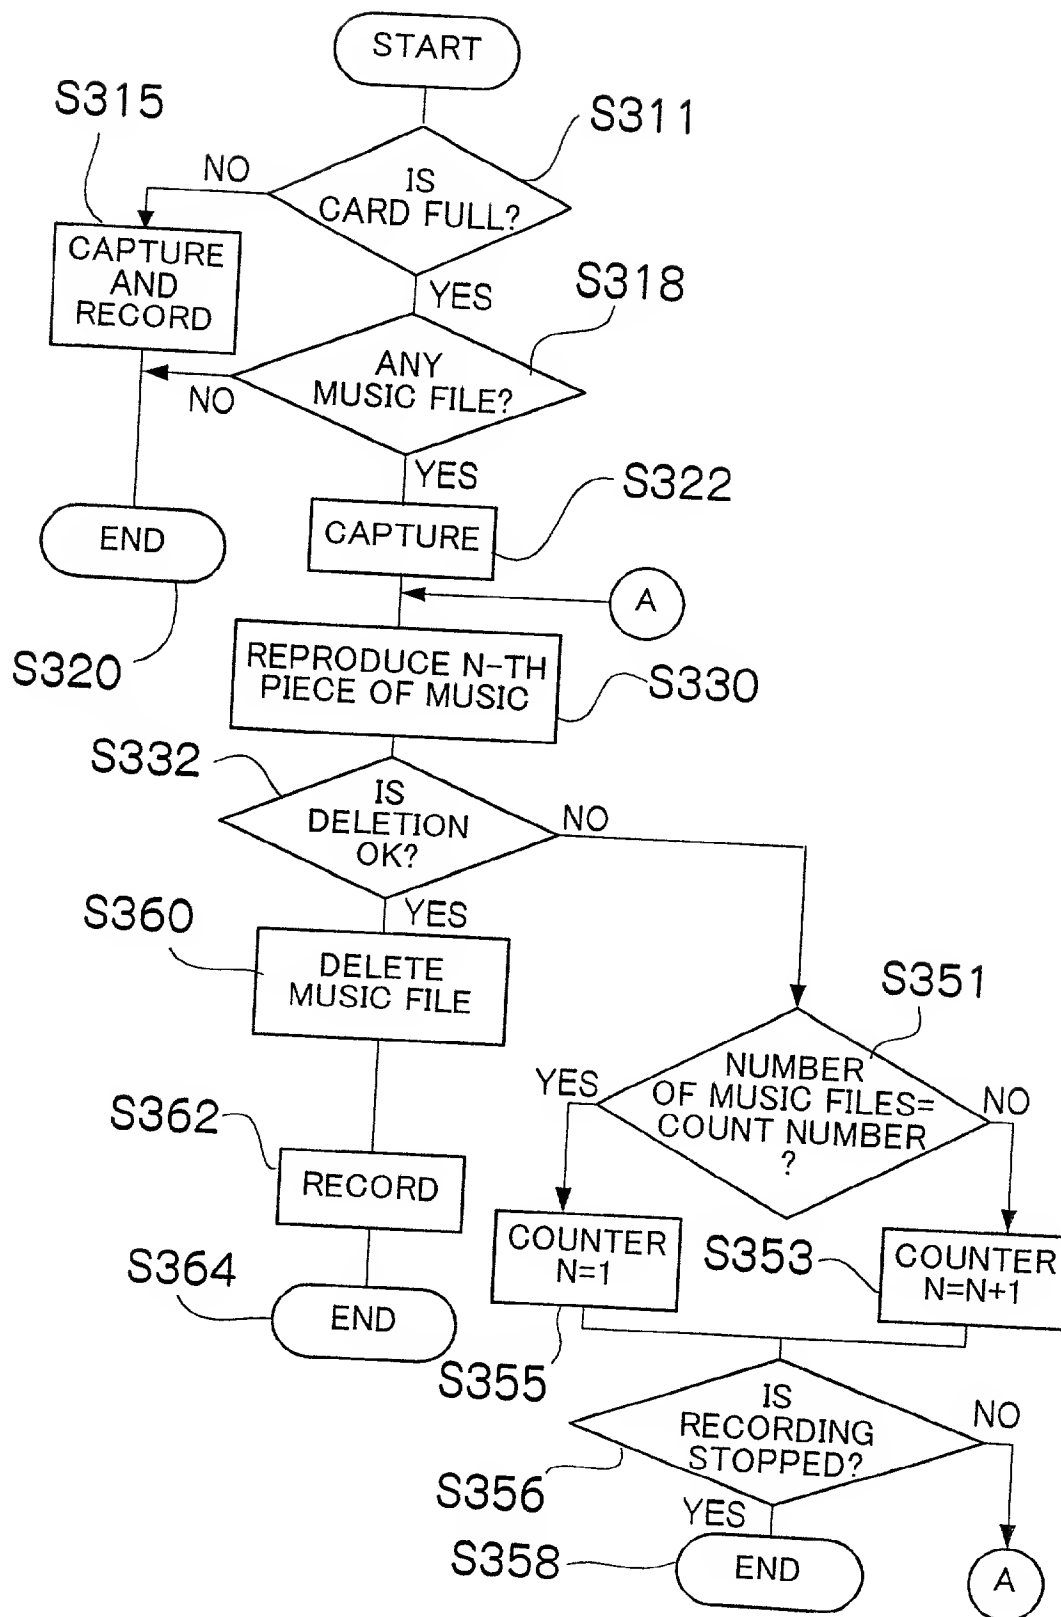 START
S315
S311
NO
IS
CARD FULL?
CAPTURE
AND
RECORD
YES
S318
ANY
MUSIC FILE?
NO
YES
S322
CAPTURE
END
A
S320
REPRODUCE N-TH
PIECE OF MUSIC
S330
S332
IS
DELETION
OK?
NO
YES
S360
DELETE
MUSIC FILE
S351
NUMBER
OF MUSIC FILES=
COUNT NUMBER
?
YES
NO
S362
RECORD
COUNTER
N=1
S353
COUNTER
N=N+1
S364
END
S355
IS
RECORDING
STOPPED?
NO
S356
YES
S358
END
A